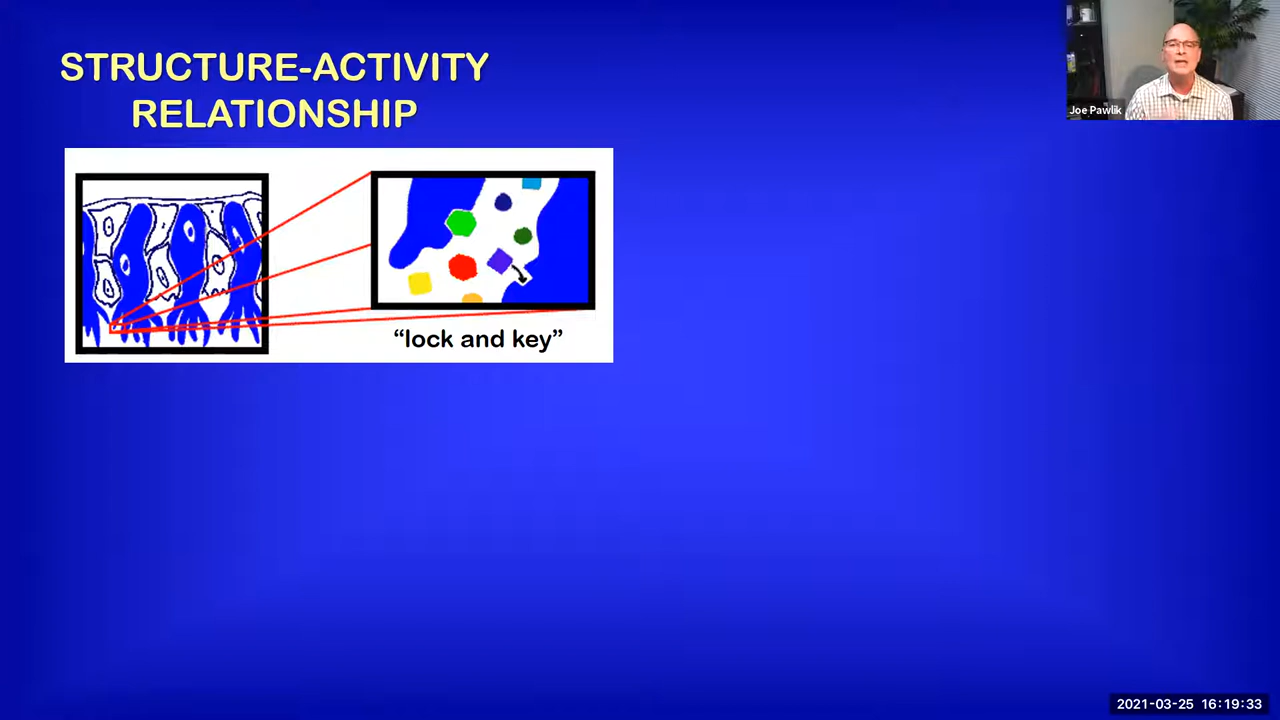 STRUCTURE-ACTIVITY
RELATIONSHIP
Joe Pawlik
“lock and key”
2021-03-25 16:19:33